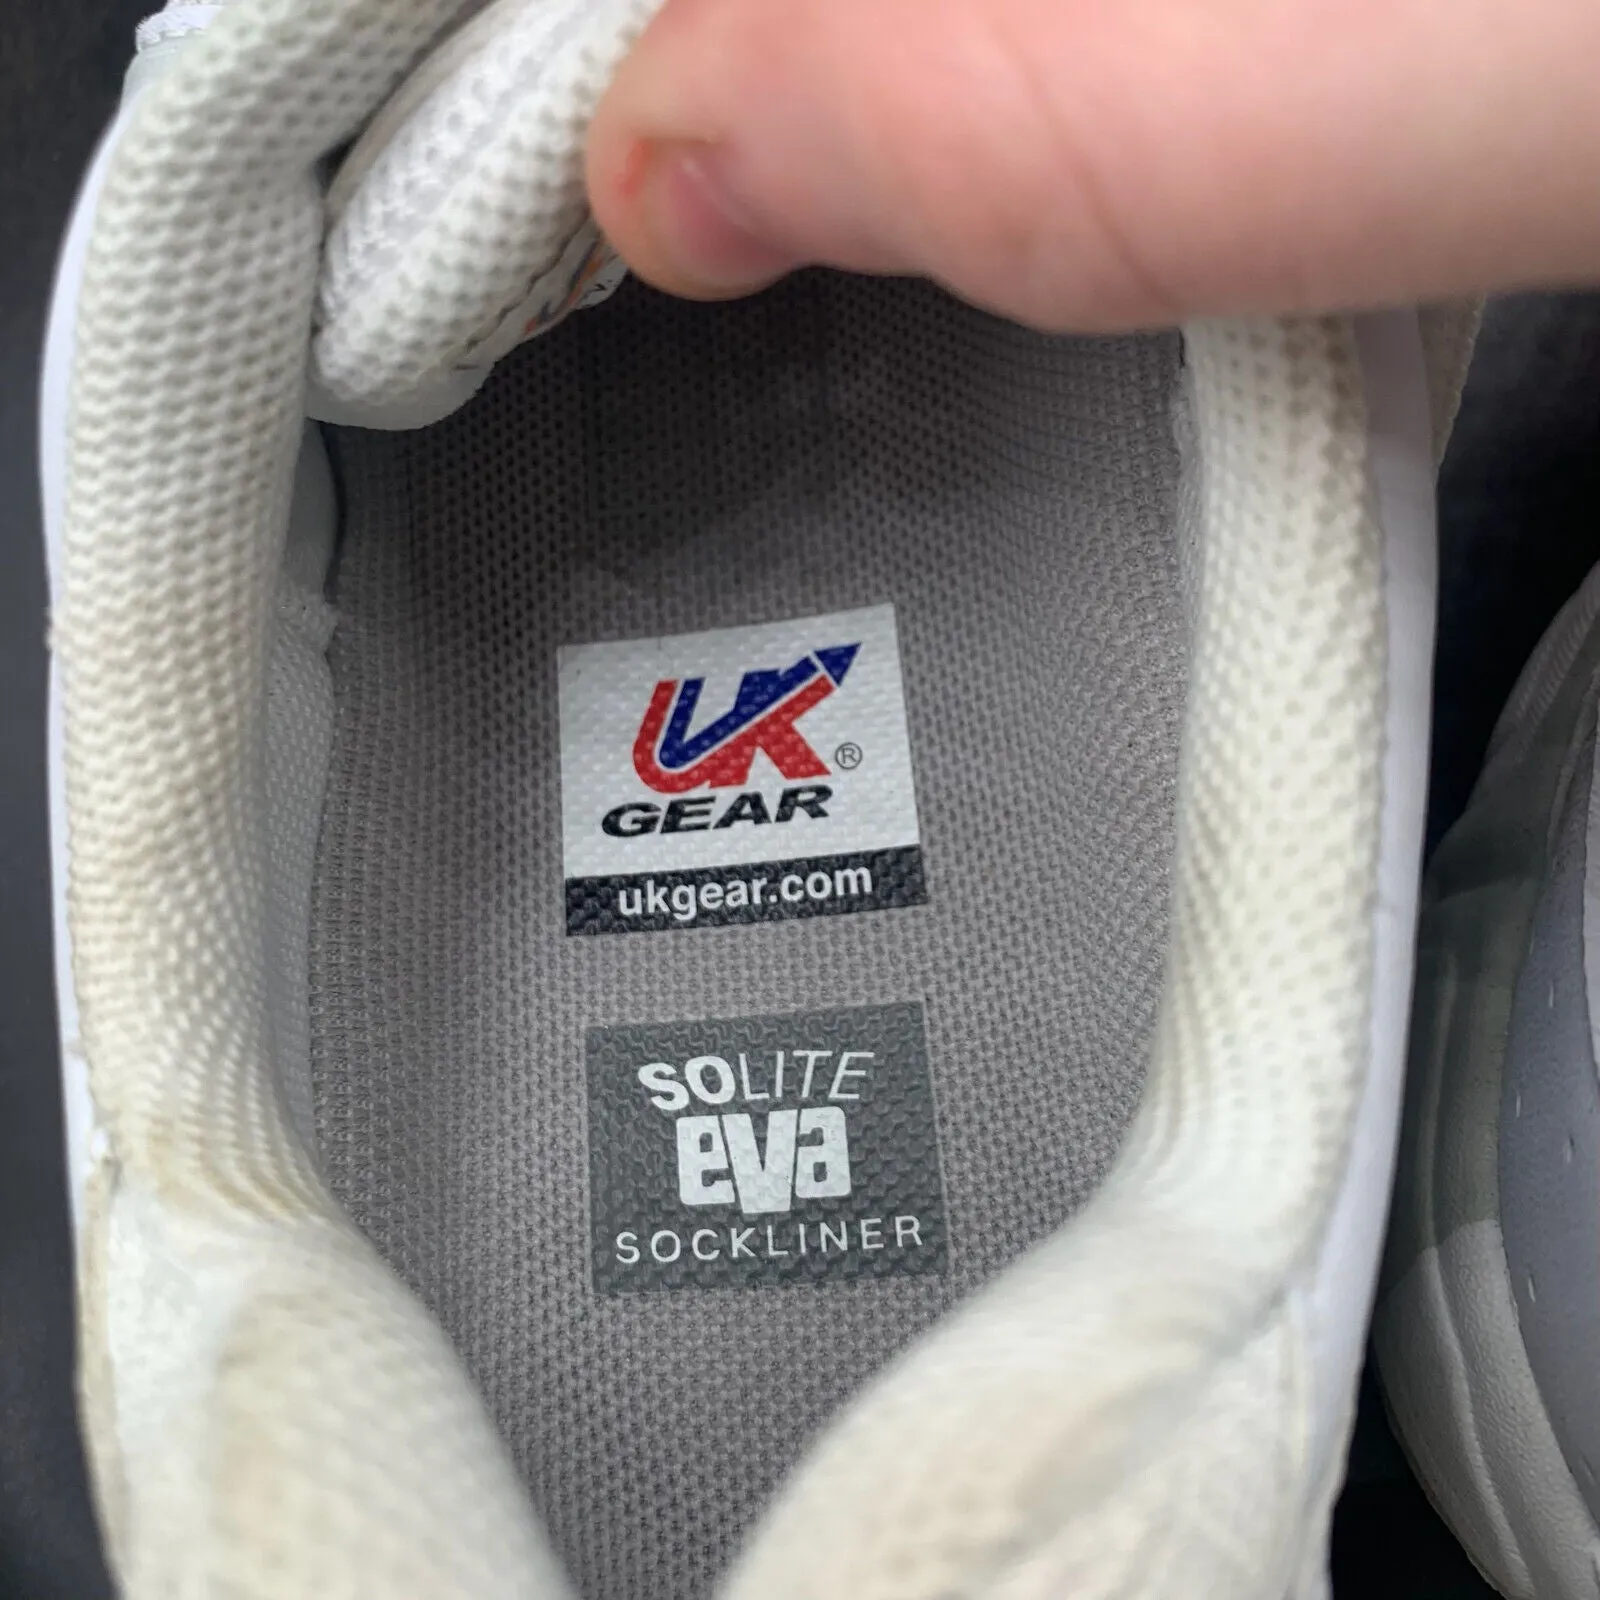 UK®
GEAR
ukgear.com
SOLITE
eva
SOCKLINER